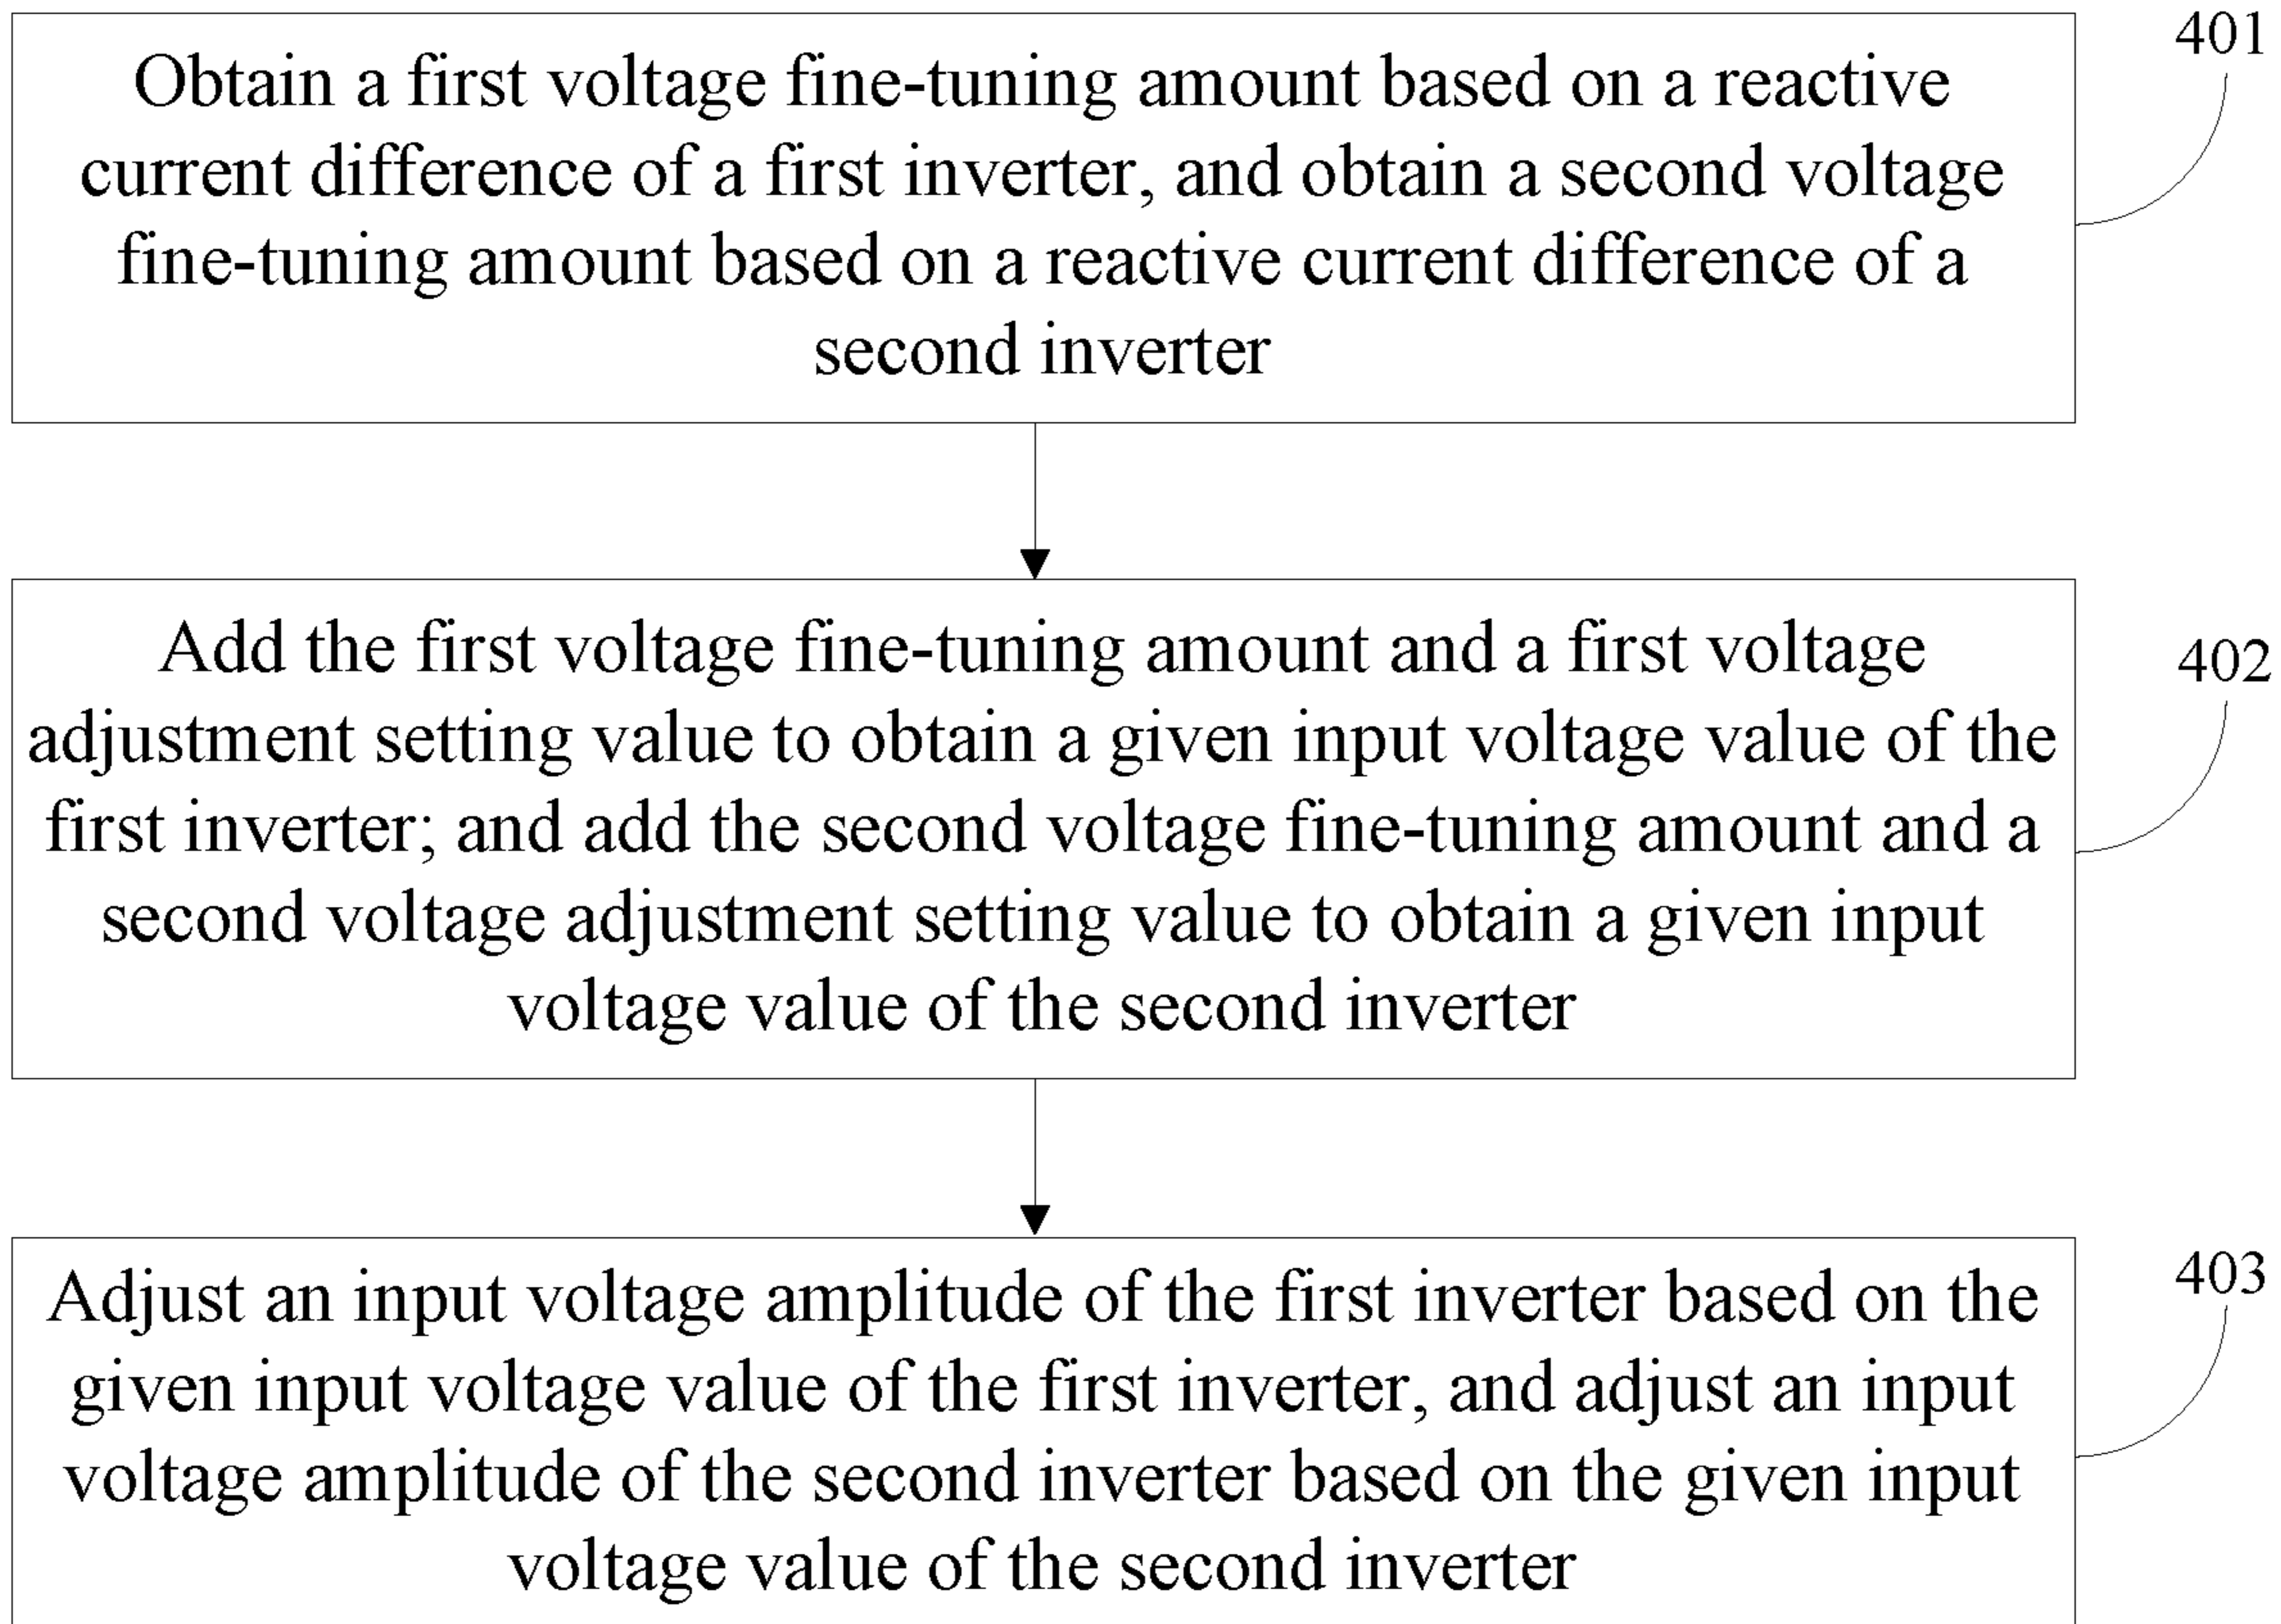 401
Obtain a first voltage fine-tuning amount based on a reactive
current difference of a first inverter, and obtain a second voltage
fine-tuning amount based on a reactive current difference of a
second inverter
402
Add the first voltage fine-tuning amount and a first voltage
adjustment setting value to obtain a given input voltage value of the
first inverter; and add the second voltage fine-tuning amount and a
second voltage adjustment setting value to obtain a given input
voltage value of the second inverter
403
Adjust an input voltage amplitude of the first inverter based on the
given input voltage value of the first inverter, and adjust an input
voltage amplitude of the second inverter based on the given input
voltage value of the second inverter